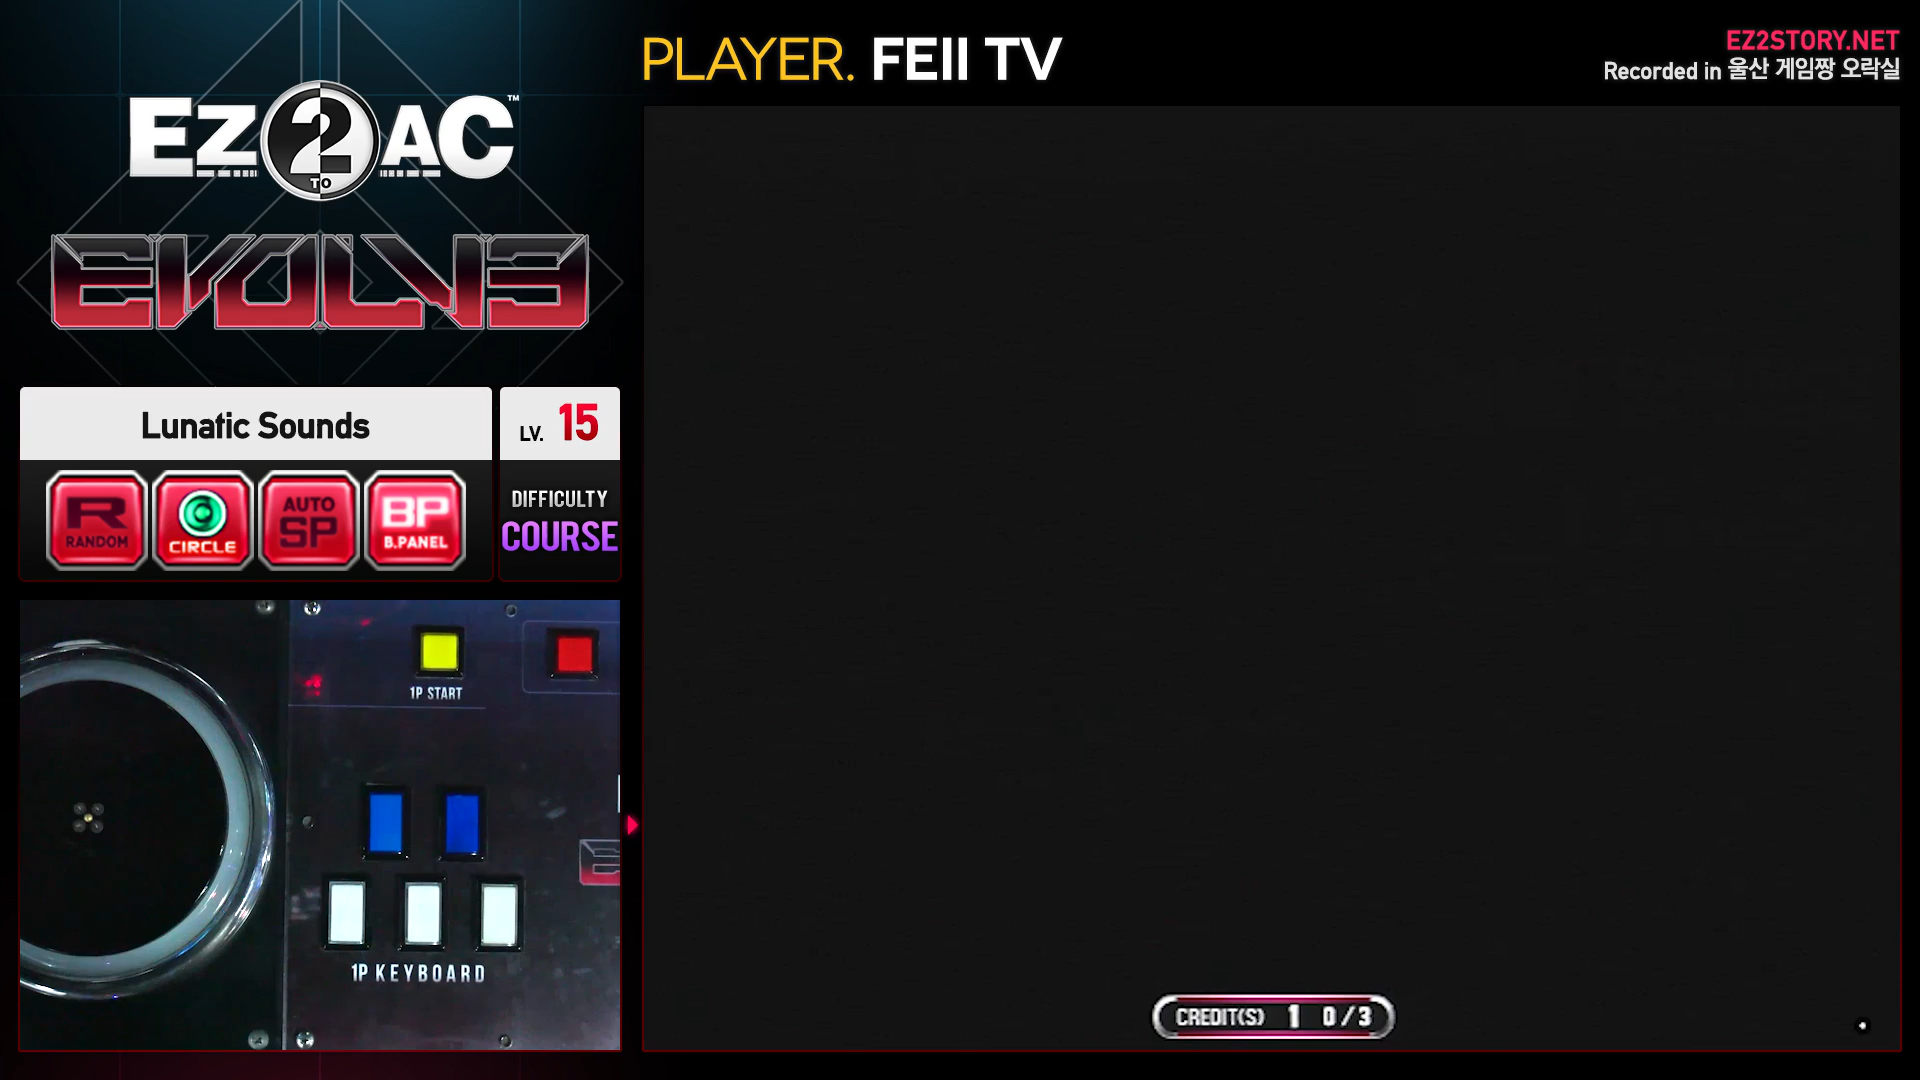 EZ2AC™
TO
EVOLVE
PLAYER. FEII TV
EZ2STORY.NET
Recorded in 울산 게임짱 오락실
Lunatic Sounds
LV. 15
R
RANDOM
CIRCLE
AUTO
SP
BP
B.PANEL
DIFFICULTY
COURSE
1P START
1P KEYBOARD
CREDIT(S) 1 0/3